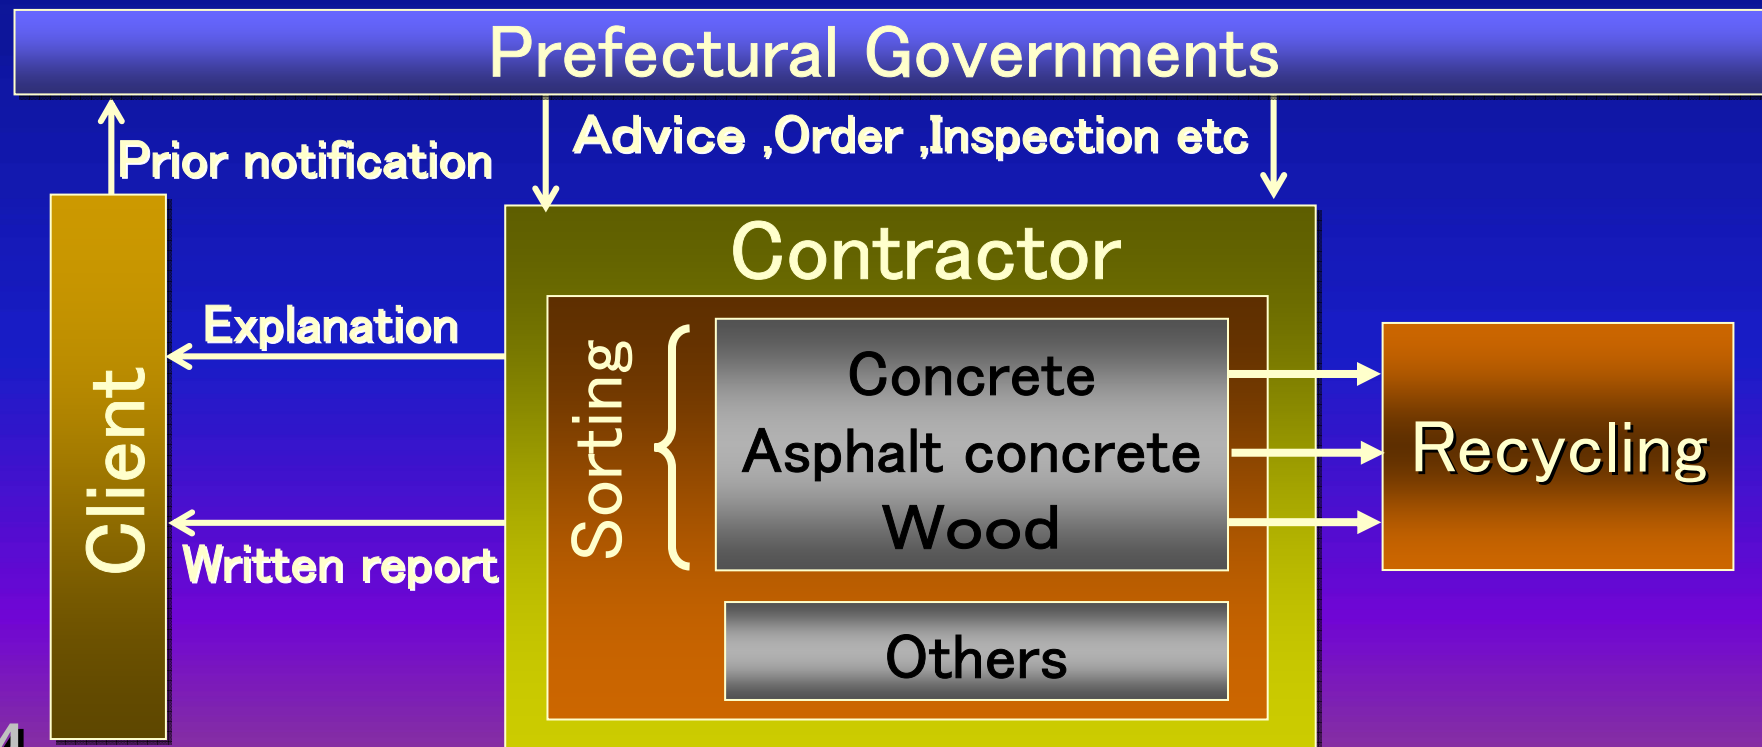 Prefectural Governments
Prior notification
Advice ,Order ,Inspection etc
Contractor
Explanation
Client
Written report
Sorting
Concrete
Asphalt concrete
Wood
Others
Recycling
4